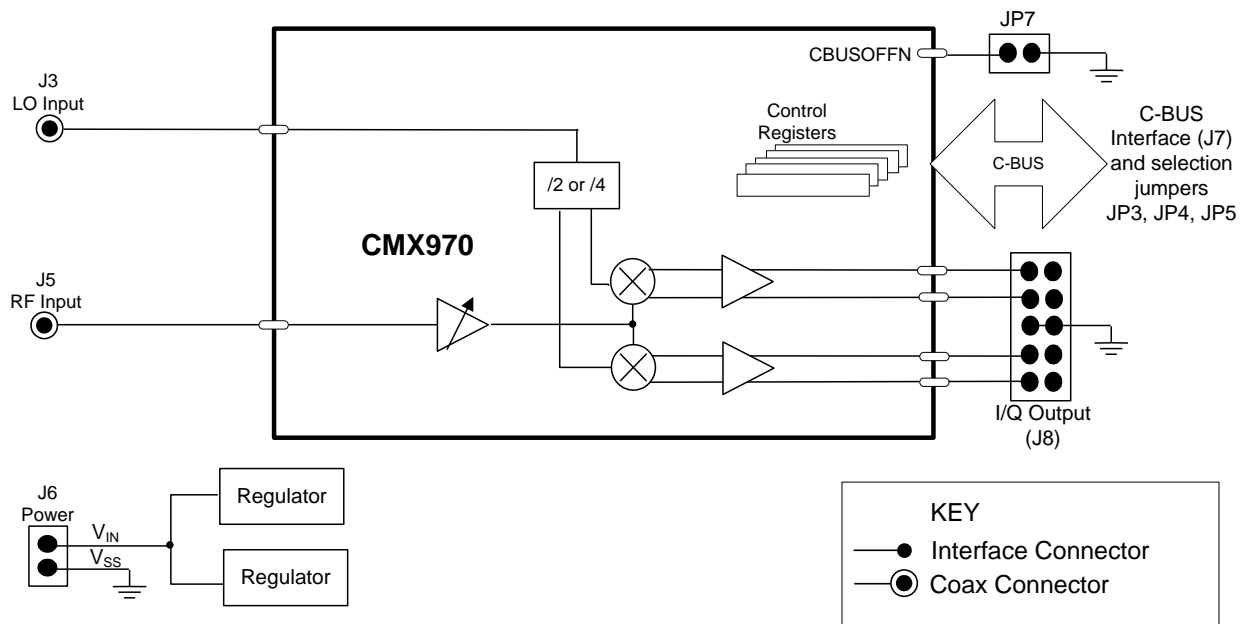 JP7
CBUSOFFN
J3
LO Input
Control
Registers
C-BUS
Interface (J7)
and selection
jumpers
JP3, JP4, JP5
C-BUS
/2 or /4
CMX970
J5
RF Input
I/Q Output
(J8)
J6
Power
VIN
VSS
Regulator
Regulator
KEY
Interface Connector
Coax Connector